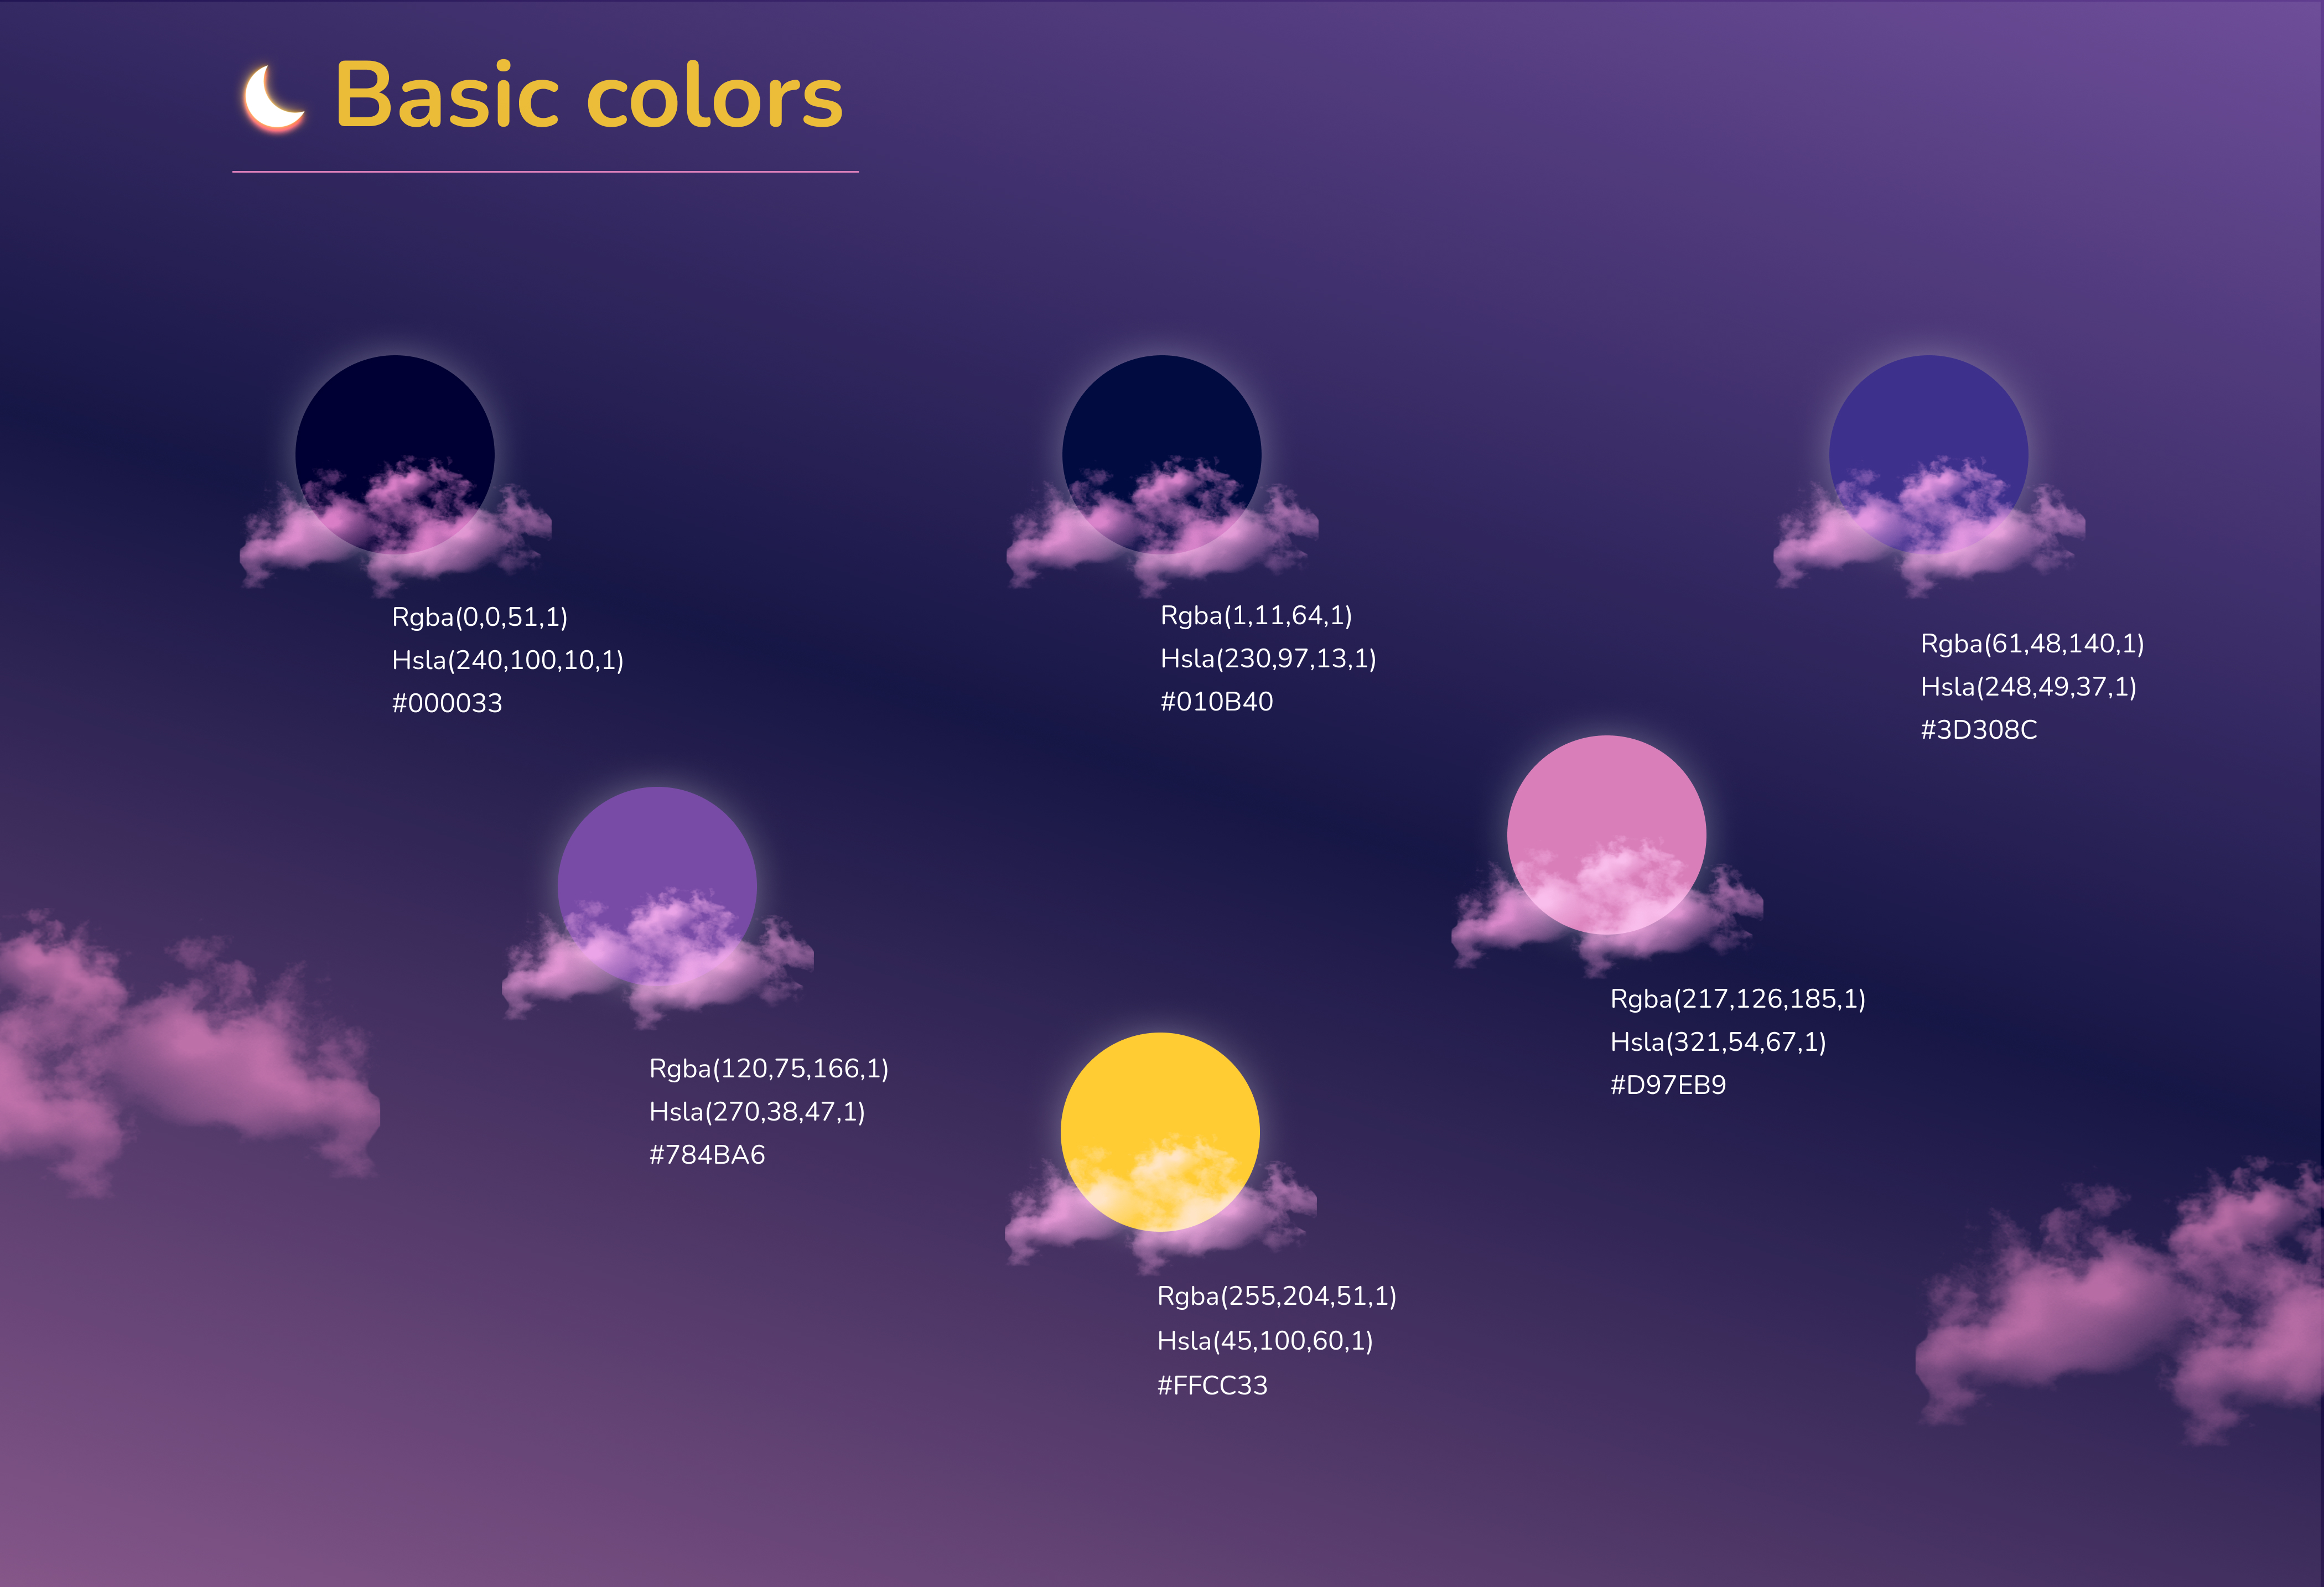 Basic colors
Rgba(0,0,51,1)
Hsla(240,100,10,1)
#000033
Rgba(1,11,64,1)
Hsla(230,97,13,1)
#010B40
Rgba(61,48,140,1)
Hsla(248,49,37,1)
#3D308C
Rgba(120,75,166,1)
Hsla(270,38,47,1)
#784BA6
Rgba(255,204,51,1)
Hsla(45,100,60,1)
#FFCC33
Rgba(217,126,185,1)
Hsla(321,54,67,1)
#D97EB9